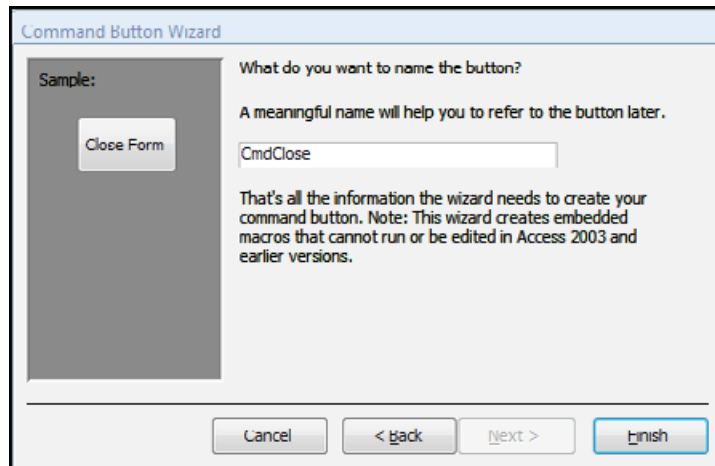 Command Button Wizard
Sample:
Close Form
What do you want to name the button?
A meaningful name will help you to refer to the button later.
CmdClose
That's all the information the wizard needs to create your
command button. Note: This wizard creates embedded
macros that cannot run or be edited in Access 2003 and
earlier versions.
Cancel
< Back
Next >
Finish